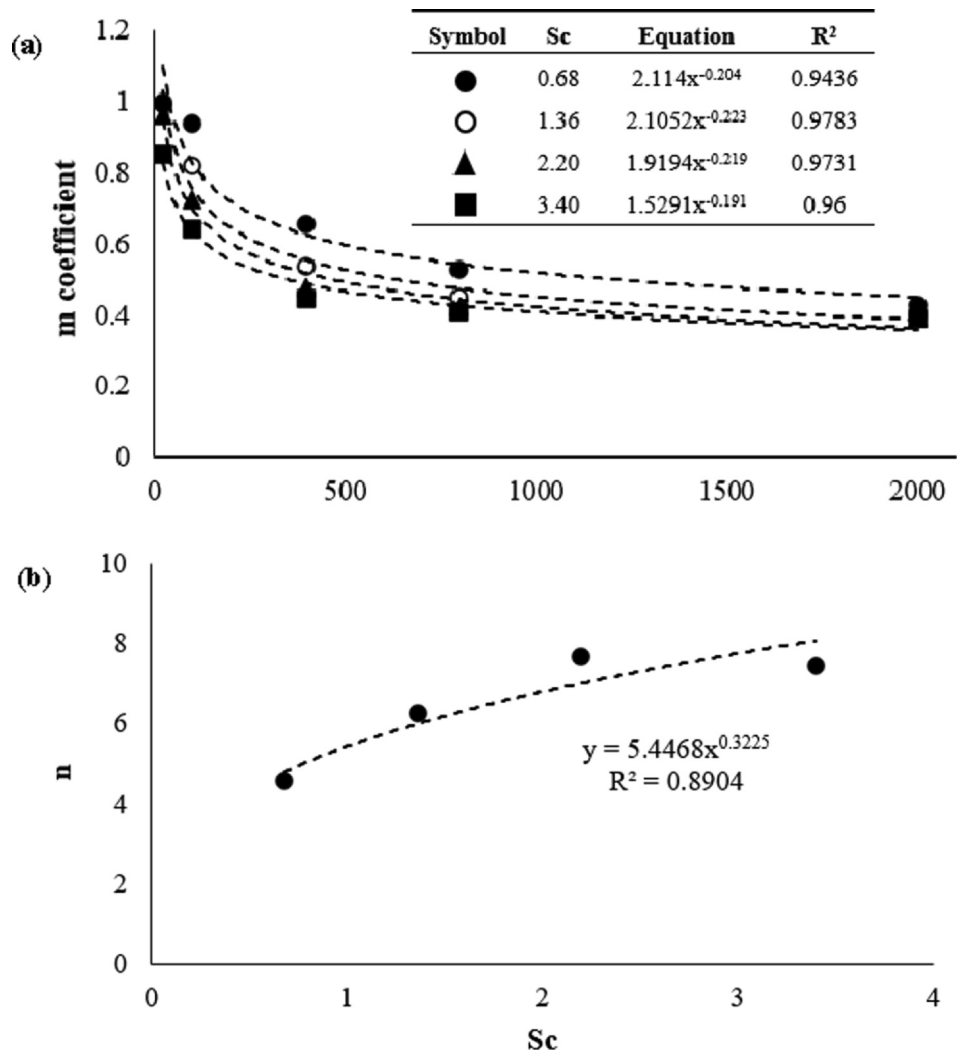 (a)
1.2
1
0.8
0.6
0.4
0.2
0
m coefficient
Symbol Sc Equation R²
0.68 2.114x^-0.204 0.9436
1.36 2.1052x^-0.223 0.9783
2.20 1.9194x^-0.219 0.9731
3.40 1.5291x^-0.191 0.96
0 500 1000 1500 2000
(b)
10
8
6
4
2
0
n
y = 5.4468x^0.3225
R² = 0.8904
0 1 2 3 4
Sc